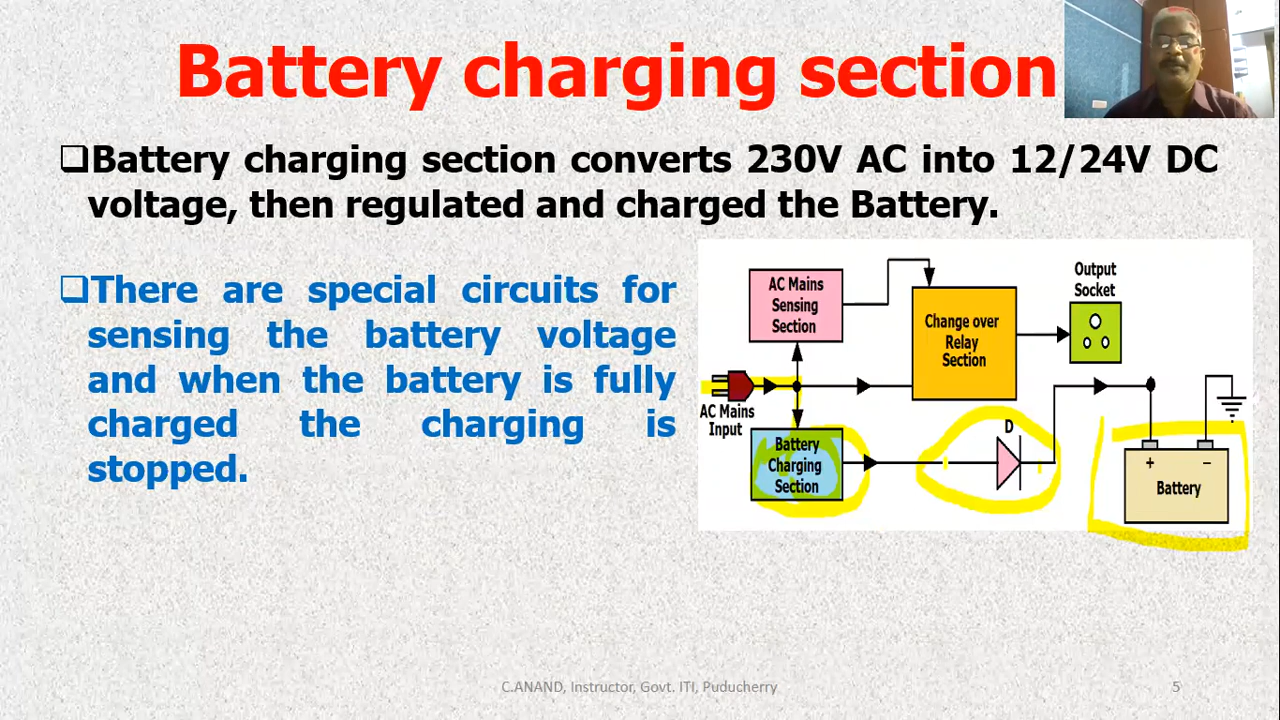 Battery charging section
❑Battery charging section converts 230V AC into 12/24V DC
voltage, then regulated and charged the Battery.
❑There are special circuits for
sensing the battery voltage
and when the battery is fully
charged the charging is
stopped.
AC Mains
Sensing
Section
Change over
Relay
Section
Output
Socket
AC Mains
Input
Battery
Charging
Section
D
+ −
Battery
C.ANAND, Instructor, Govt. ITI, Puducherry
5